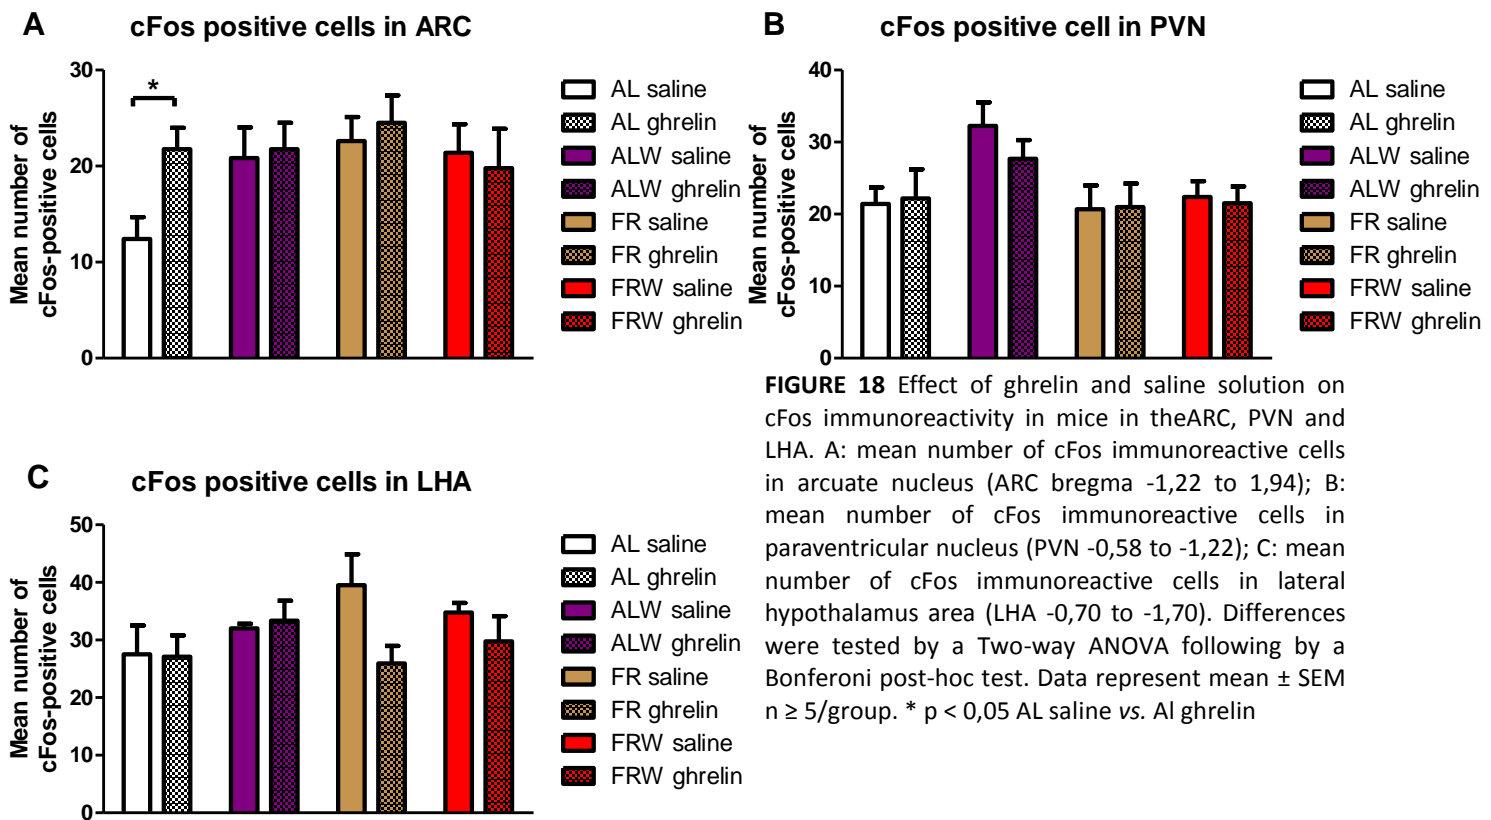 A
cFos positive cells in ARC
Mean number of
cFos-positive cells
30
20
10
0
*
AL saline
AL ghrelin
ALW saline
ALW ghrelin
FR saline
FR ghrelin
FRW saline
FRW ghrelin
B
cFos positive cell in PVN
Mean number of
cFos-positive cells
40
30
20
10
0
AL saline
AL ghrelin
ALW saline
ALW ghrelin
FR saline
FR ghrelin
FRW saline
FRW ghrelin
C
cFos positive cells in LHA
Mean number of
cFos-positive cells
50
40
30
20
10
0
AL saline
AL ghrelin
ALW saline
ALW ghrelin
FR saline
FR ghrelin
FRW saline
FRW ghrelin
FIGURE 18 Effect of ghrelin and saline solution on
cFos immunoreactivity in mice in theARC, PVN and
LHA. A: mean number of cFos immunoreactive cells
in arcuate nucleus (ARC bregma -1,22 to 1,94); B:
mean number of cFos immunoreactive cells in
paraventricular nucleus (PVN -0,58 to -1,22); C: mean
number of cFos immunoreactive cells in lateral
hypothalamus area (LHA -0,70 to -1,70). Differences
were tested by a Two-way ANOVA following by a
Bonferoni post-hoc test. Data represent mean ± SEM
n ≥ 5/group. * p < 0,05 AL saline vs. Al ghrelin